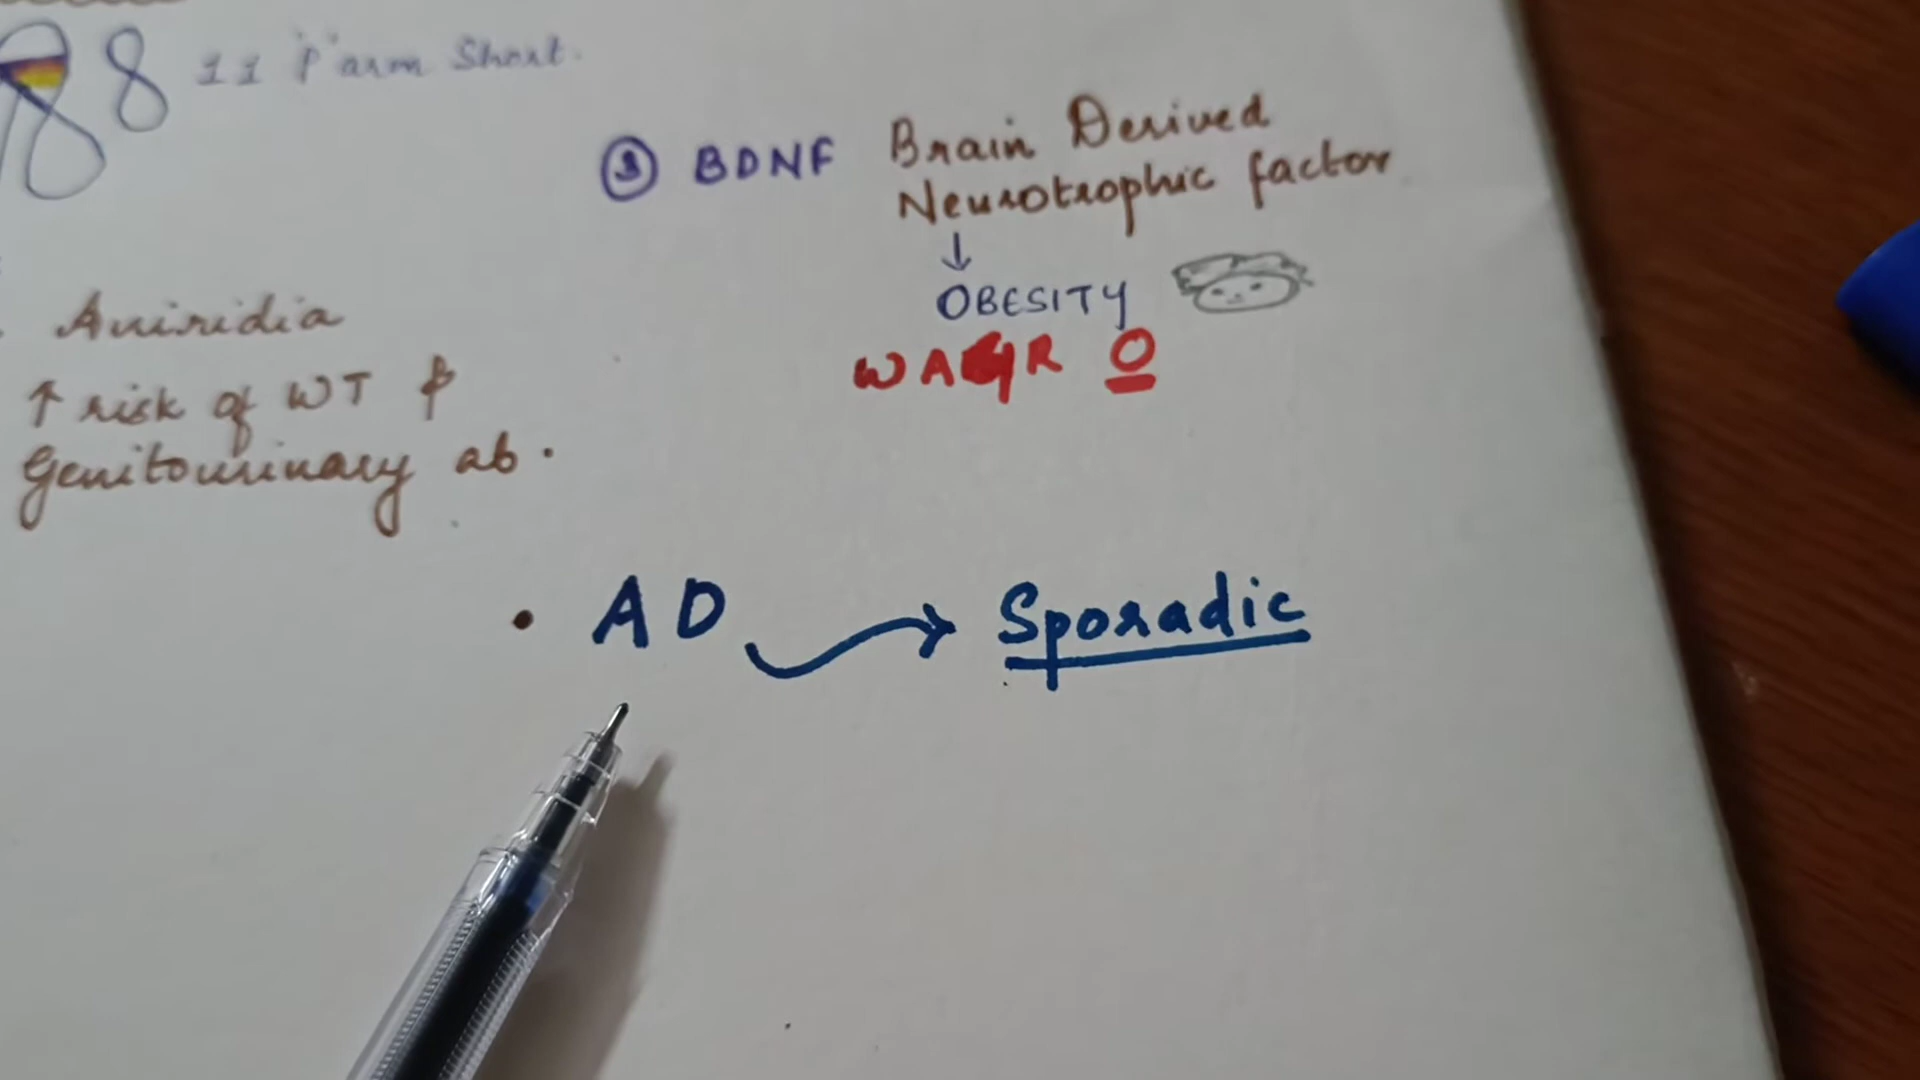 11 'p' arm Short.
③ BDNF Brain Derived
Neurotrophic factor
↓
OBESITY
WAGR O
Aniridia
↑ risk of WT &
Genitourinary ab.
• AD → Sporadic